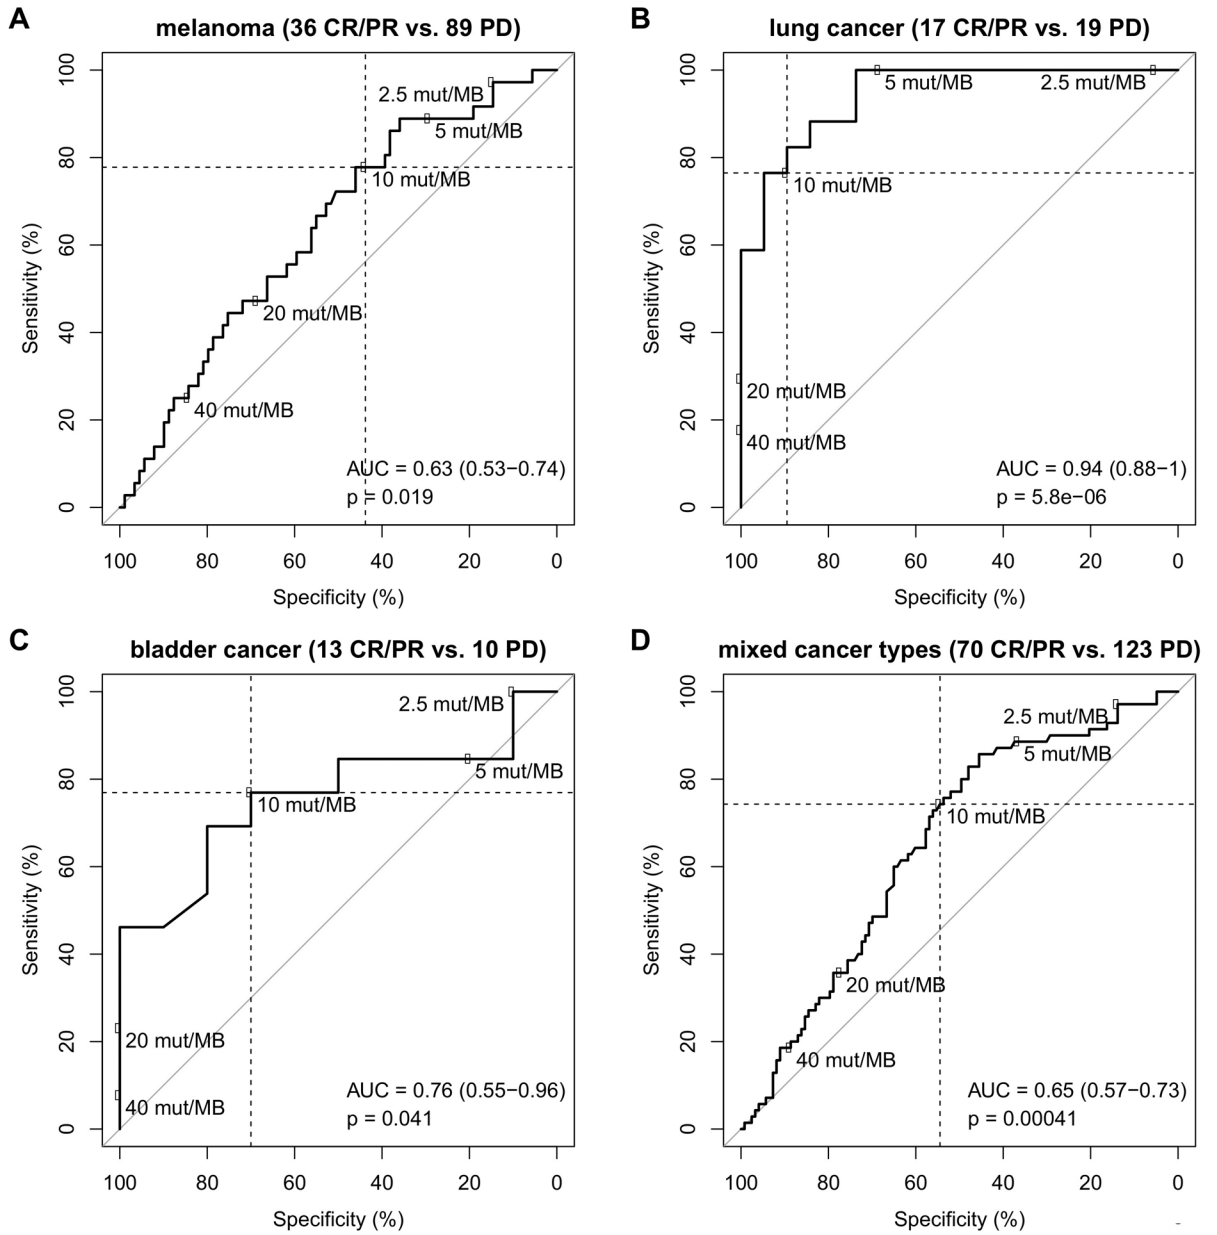 A
melanoma (36 CR/PR vs. 89 PD)
100
80
60
40
20
0
Sensitivity (%)
2.5 mut/MB
5 mut/MB
10 mut/MB
20 mut/MB
40 mut/MB
AUC = 0.63 (0.53−0.74)
p = 0.019
100 80 60 40 20 0
Specificity (%)
B
lung cancer (17 CR/PR vs. 19 PD)
100
80
60
40
20
0
Sensitivity (%)
5 mut/MB 2.5 mut/MB
10 mut/MB
20 mut/MB
40 mut/MB
AUC = 0.94 (0.88−1)
p = 5.8e−06
100 80 60 40 20 0
Specificity (%)
C
bladder cancer (13 CR/PR vs. 10 PD)
100
80
60
40
20
0
Sensitivity (%)
2.5 mut/MB
5 mut/MB
10 mut/MB
20 mut/MB
40 mut/MB
AUC = 0.76 (0.55−0.96)
p = 0.041
100 80 60 40 20 0
Specificity (%)
D
mixed cancer types (70 CR/PR vs. 123 PD)
100
80
60
40
20
0
Sensitivity (%)
2.5 mut/MB
5 mut/MB
10 mut/MB
20 mut/MB
40 mut/MB
AUC = 0.65 (0.57−0.73)
p = 0.00041
100 80 60 40 20 0
Specificity (%)